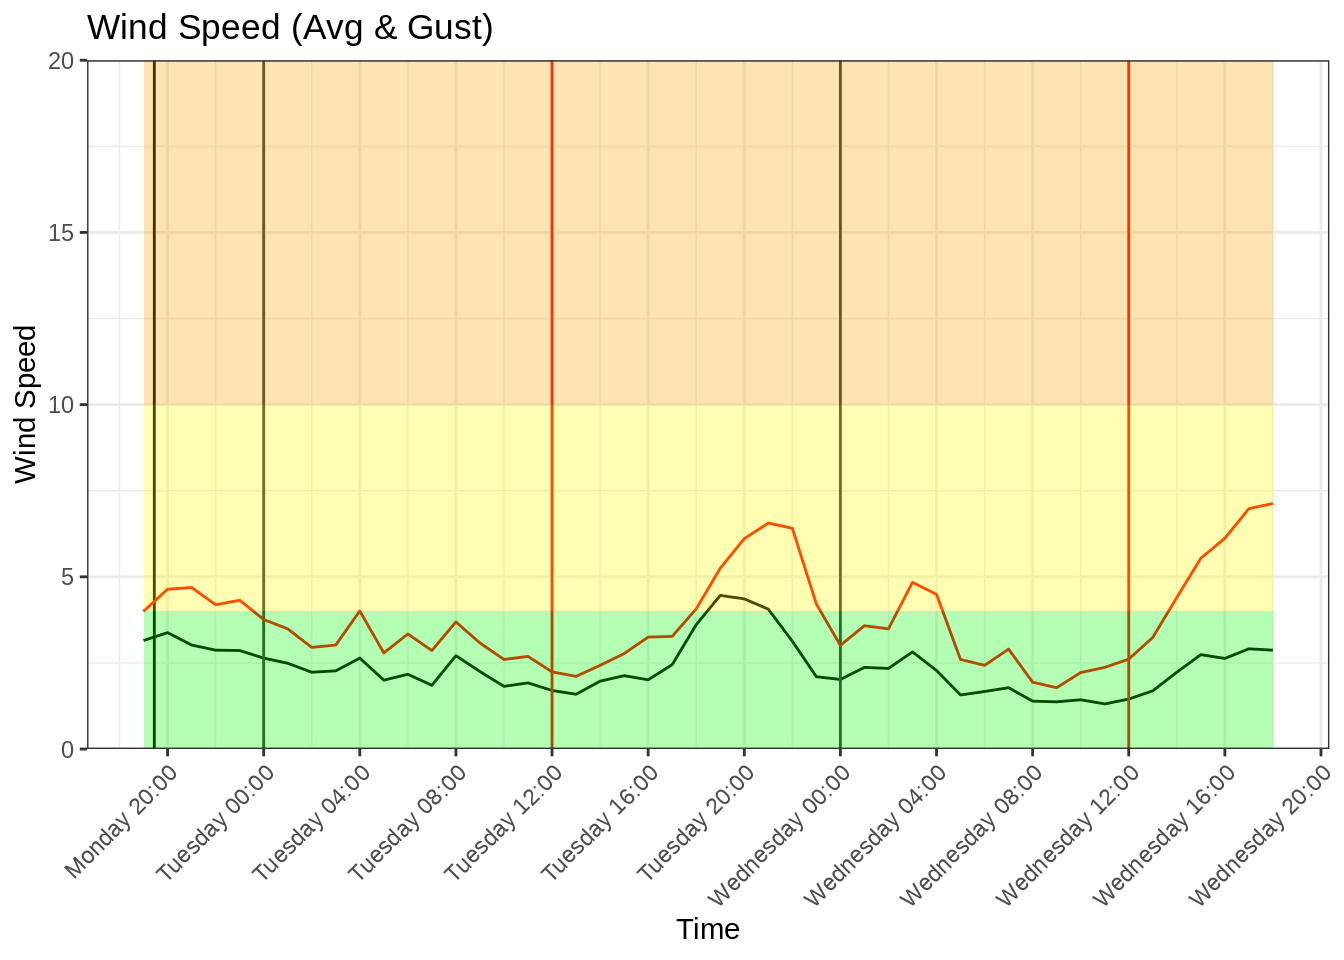 Wind Speed (Avg & Gust)
20
15
10
5
0
Wind Speed
Monday 20:00
Tuesday 00:00
Tuesday 04:00
Tuesday 08:00
Tuesday 12:00
Tuesday 16:00
Tuesday 20:00
Wednesday 00:00
Wednesday 04:00
Wednesday 08:00
Wednesday 12:00
Wednesday 16:00
Wednesday 20:00
Time